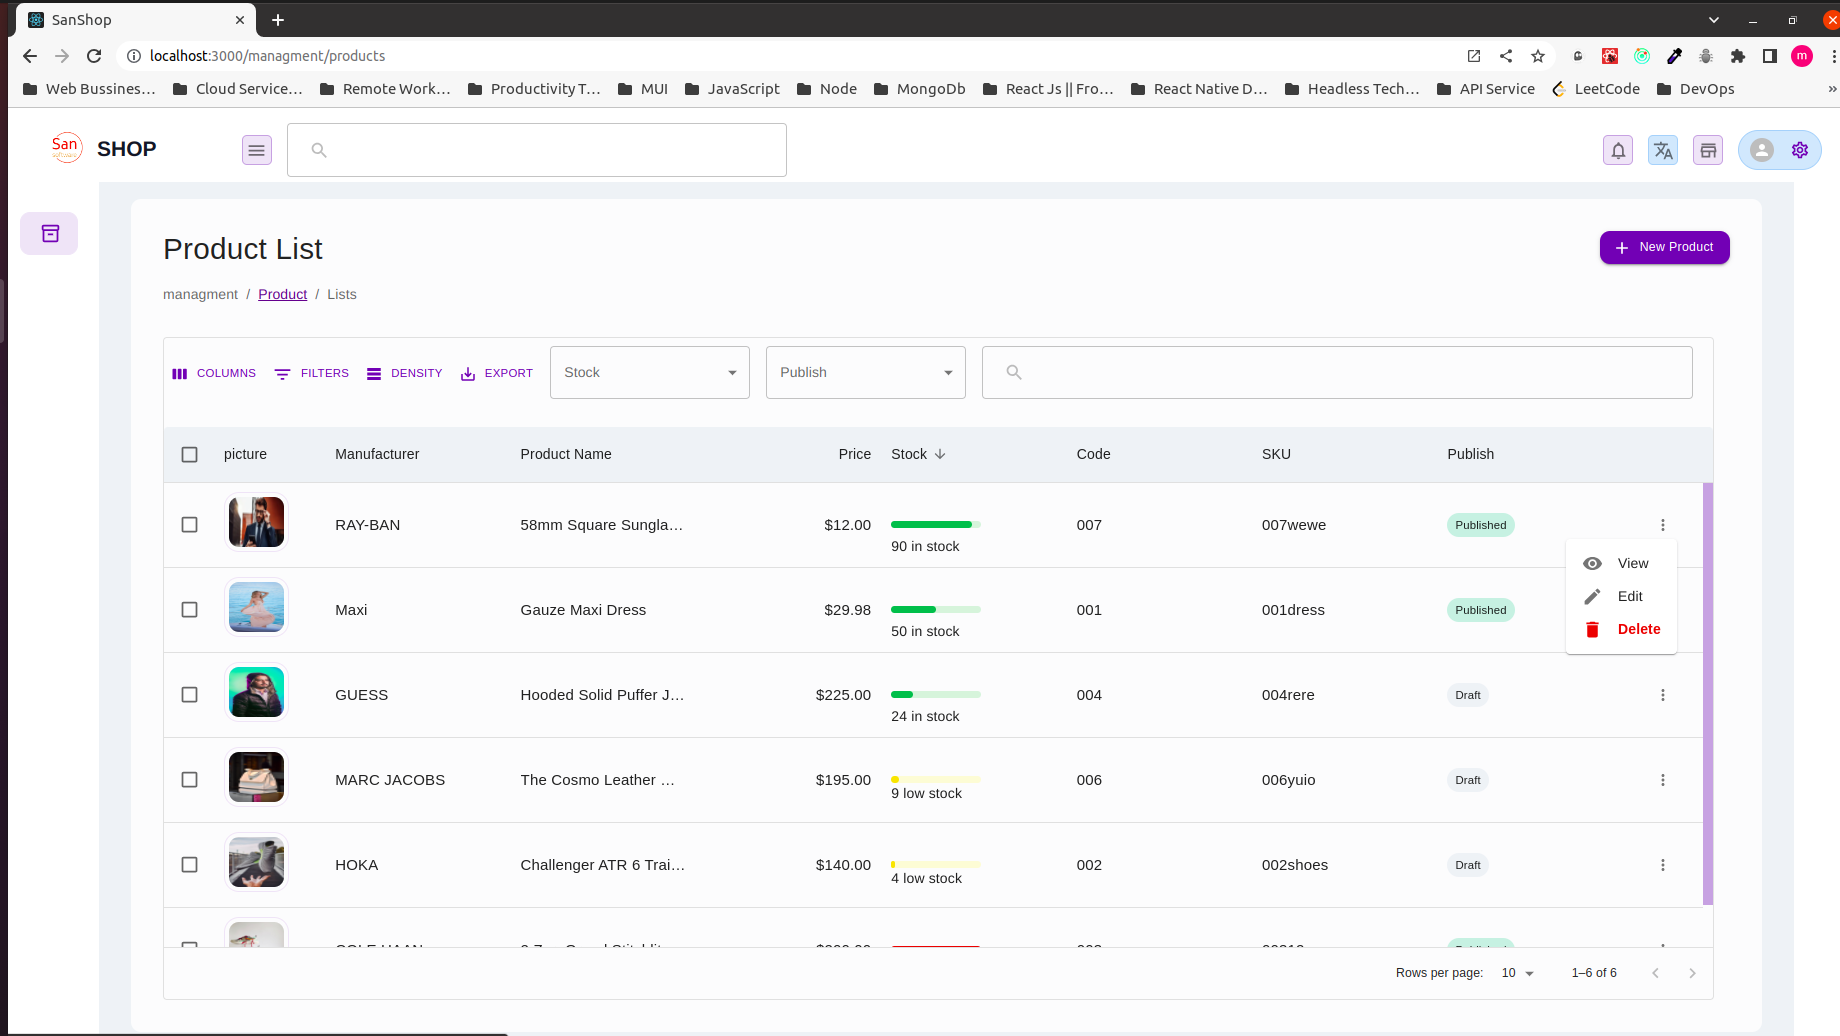 SanShop
localhost:3000/managment/products
Web Bussines... Cloud Service... Remote Work... Productivity T... MUI JavaScript Node MongoDb React Js || Fro... React Native D... Headless Tech... API Service LeetCode DevOps »
m
San
software
SHOP
Product List
New Product
managment / Product / Lists
COLUMNS FILTERS DENSITY EXPORT Stock Publish
picture Manufacturer Product Name Price Stock Code SKU Publish
RAY-BAN 58mm Square Sungla... $12.00 90 in stock 007 007wewe Published
View
Edit
Delete
Maxi Gauze Maxi Dress $29.98 50 in stock 001 001dress Published
GUESS Hooded Solid Puffer J... $225.00 24 in stock 004 004rere Draft
MARC JACOBS The Cosmo Leather ... $195.00 9 low stock 006 006yuio Draft
HOKA Challenger ATR 6 Trai... $140.00 4 low stock 002 002shoes Draft
Rows per page: 10 1–6 of 6